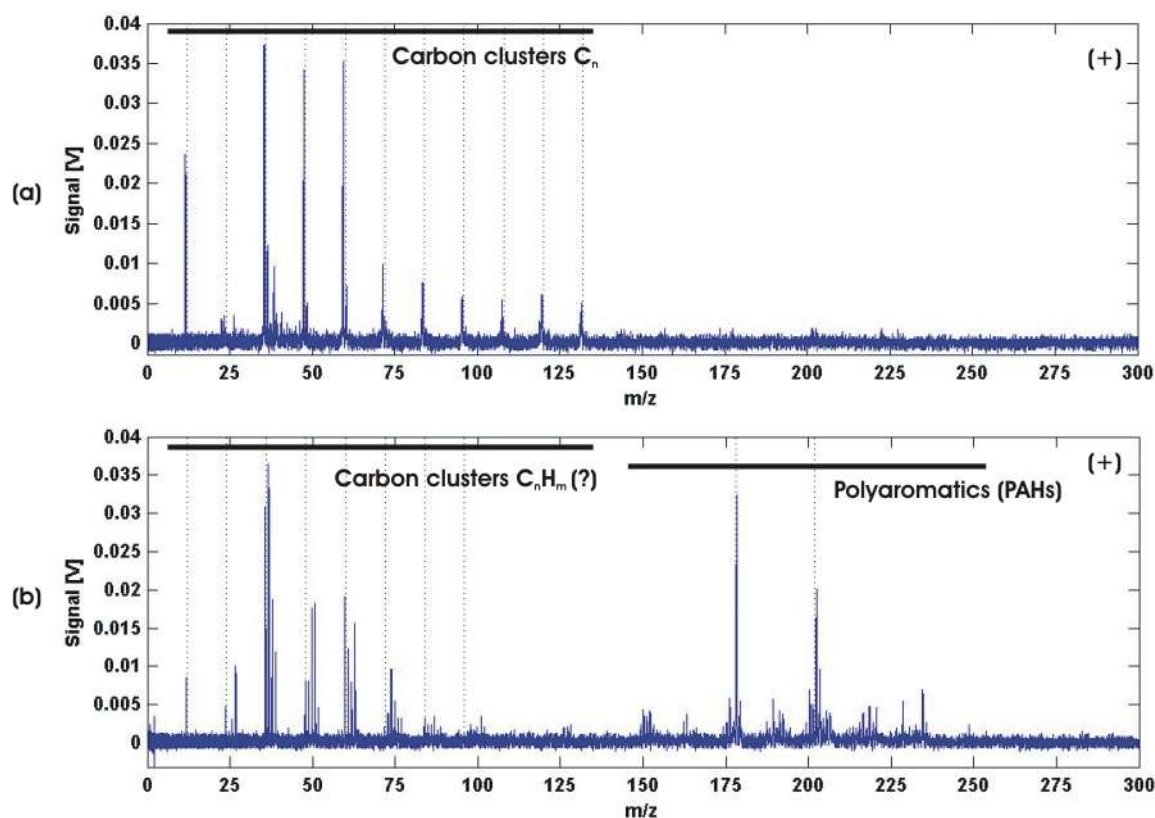 0.04
Carbon clusters Cₙ
(+)
0.035
0.03
0.025
(a)
Signal [V]
0.02
0.015
0.01
0.005
0
0 25 50 75 100 125 150 175 200 225 250 275 300
m/z
0.04
Carbon clusters CₙHₘ (?)
Polyaromatics (PAHs)
(+)
0.035
0.03
0.025
(b)
Signal [V]
0.02
0.015
0.01
0.005
0
0 25 50 75 100 125 150 175 200 225 250 275 300
m/z